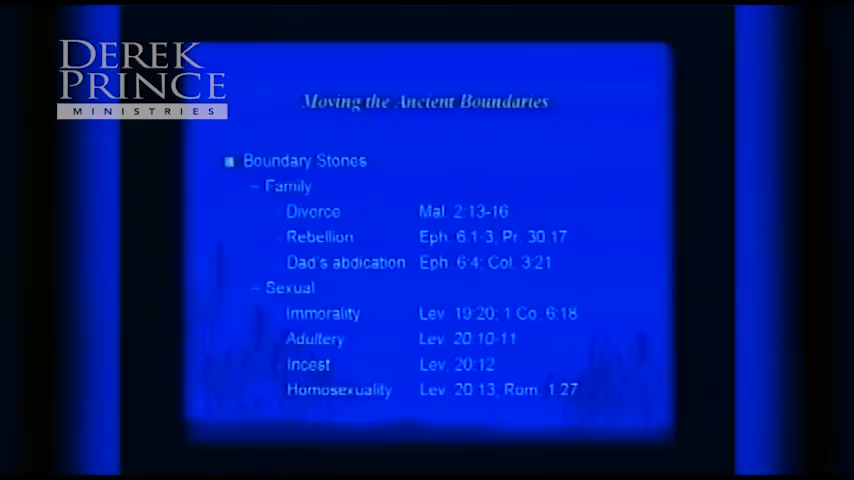 DEREK
PRINCE
MINISTRIES
Moving the Ancient Boundaries
Boundary Stones
– Family
Divorce Mal. 2:13-16
Rebellion Eph. 6:1-3; Pr. 30:17
Dad's abdication Eph. 6:4; Col. 3:21
– Sexual
Immorality Lev. 19:20; 1 Co. 6:18
Adultery Lev. 20:10-11
Incest Lev. 20:12
Homosexuality Lev. 20:13, Rom. 1:27